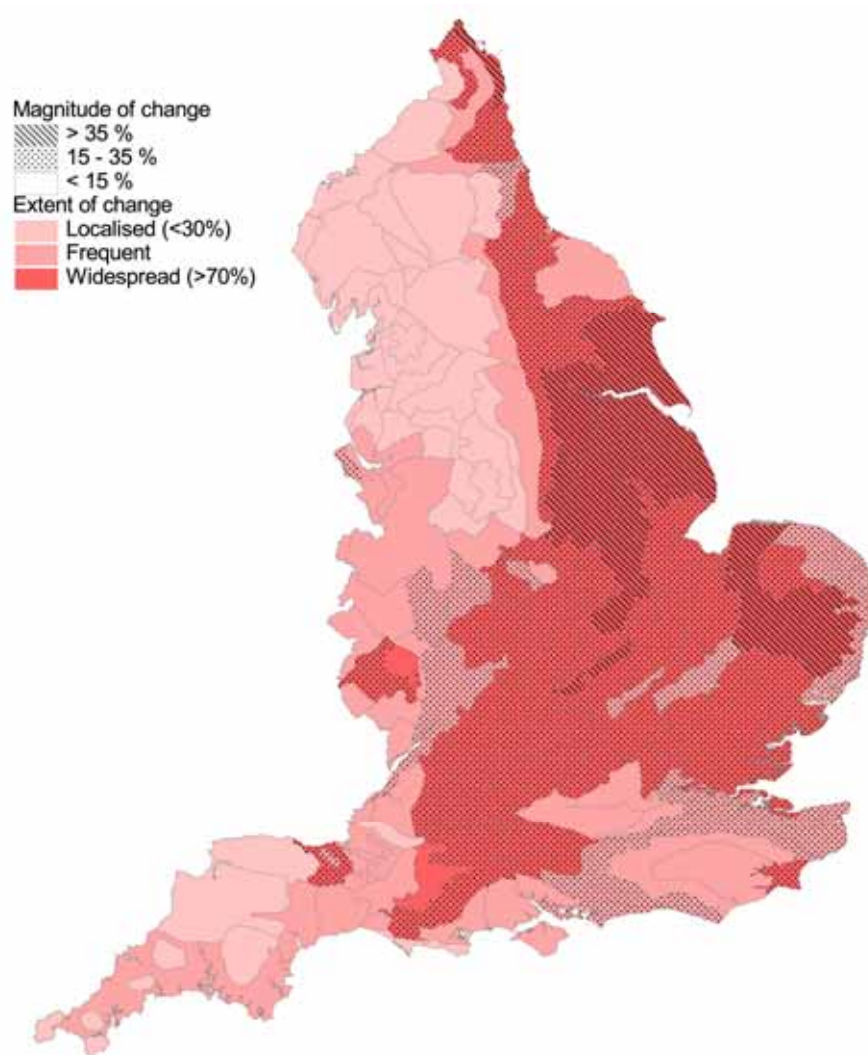 Magnitude of change
> 35 %
15 - 35 %
< 15 %
Extent of change
Localised (<30%)
Frequent
Widespread (>70%)